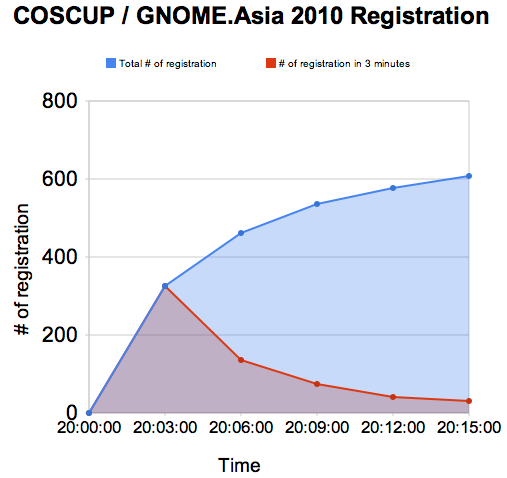 COSCUP / GNOME.Asia 2010 Registration
Total # of registration
# of registration in 3 minutes
800
600
400
200
0
# of registration
20:00:00 20:03:00 20:06:00 20:09:00 20:12:00 20:15:00
Time